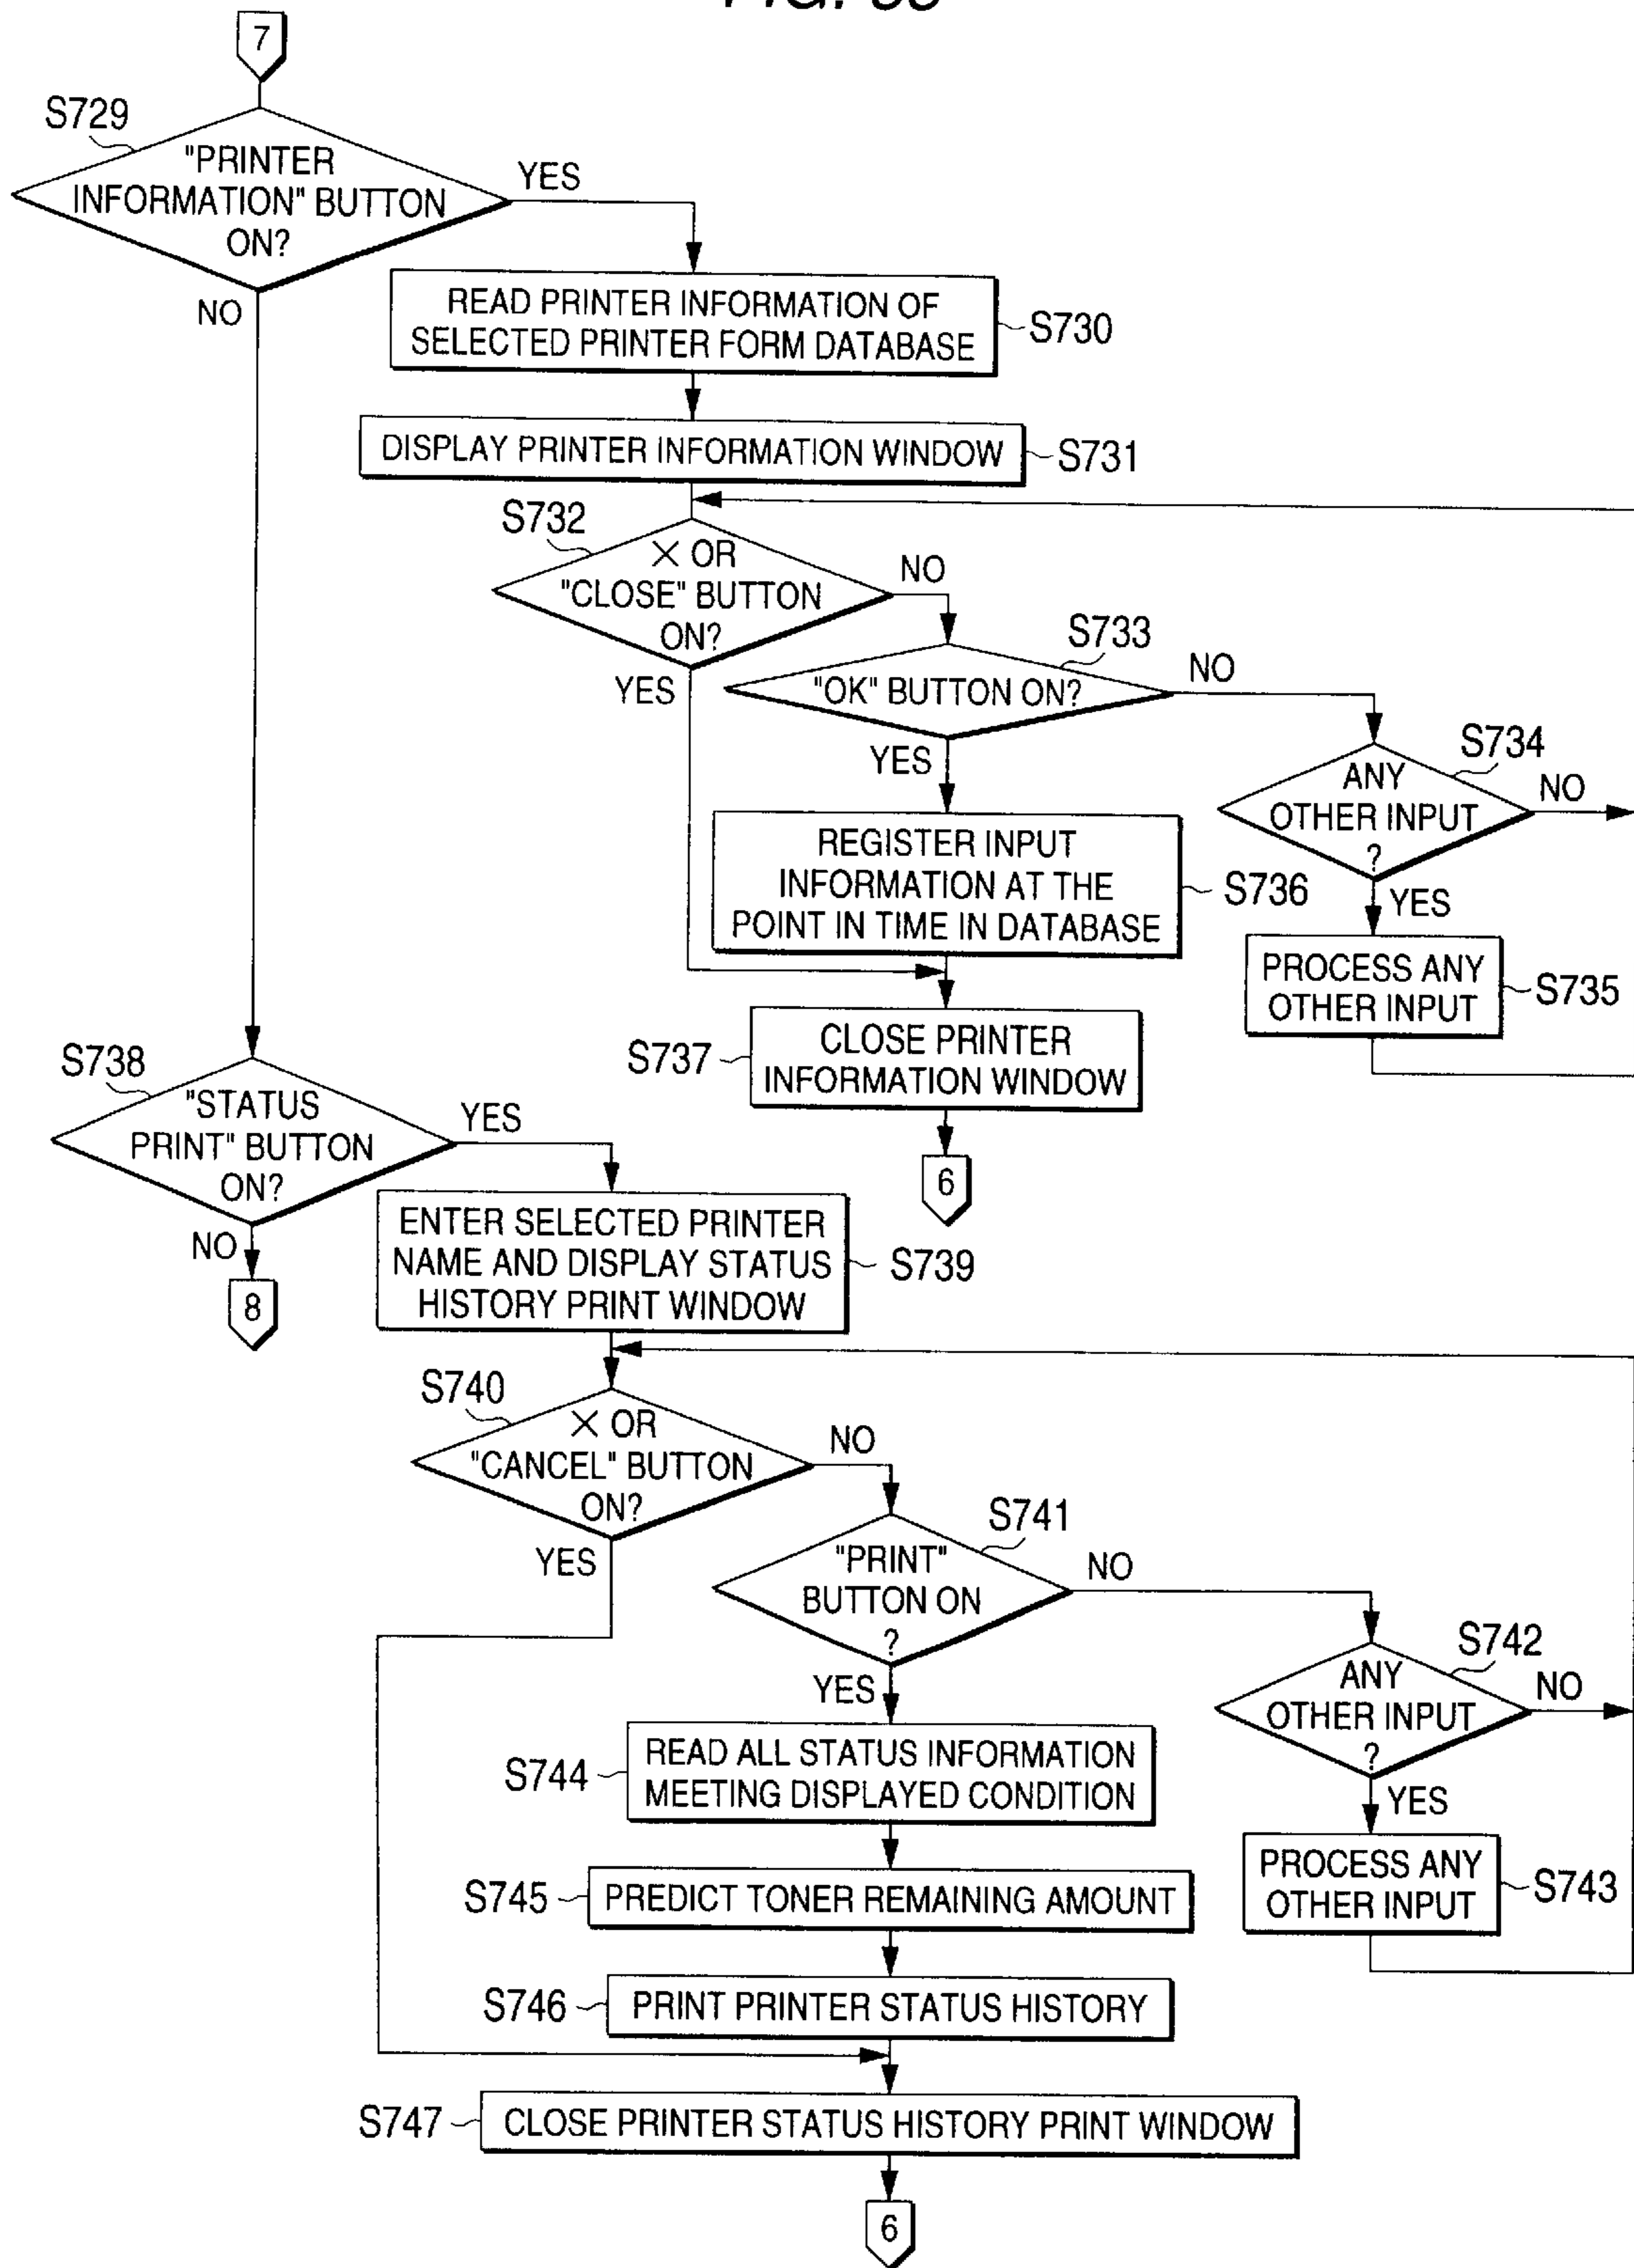 7
S729
"PRINTER
INFORMATION" BUTTON
ON?
YES
NO
READ PRINTER INFORMATION OF
SELECTED PRINTER FORM DATABASE
S730
DISPLAY PRINTER INFORMATION WINDOW
S731
S732
× OR
"CLOSE" BUTTON
ON?
NO
YES
S733
"OK" BUTTON ON?
NO
YES
S734
ANY
OTHER INPUT
?
NO
YES
REGISTER INPUT
INFORMATION AT THE
POINT IN TIME IN DATABASE
S736
PROCESS ANY
OTHER INPUT
S735
S737
CLOSE PRINTER
INFORMATION WINDOW
6
S738
"STATUS
PRINT" BUTTON
ON?
YES
NO
8
ENTER SELECTED PRINTER
NAME AND DISPLAY STATUS
HISTORY PRINT WINDOW
S739
S740
× OR
"CANCEL" BUTTON
ON?
NO
YES
S741
"PRINT"
BUTTON ON
?
NO
YES
S742
ANY
OTHER INPUT
?
NO
YES
S744
READ ALL STATUS INFORMATION
MEETING DISPLAYED CONDITION
PROCESS ANY
OTHER INPUT
S743
S745
PREDICT TONER REMAINING AMOUNT
S746
PRINT PRINTER STATUS HISTORY
S747
CLOSE PRINTER STATUS HISTORY PRINT WINDOW
6